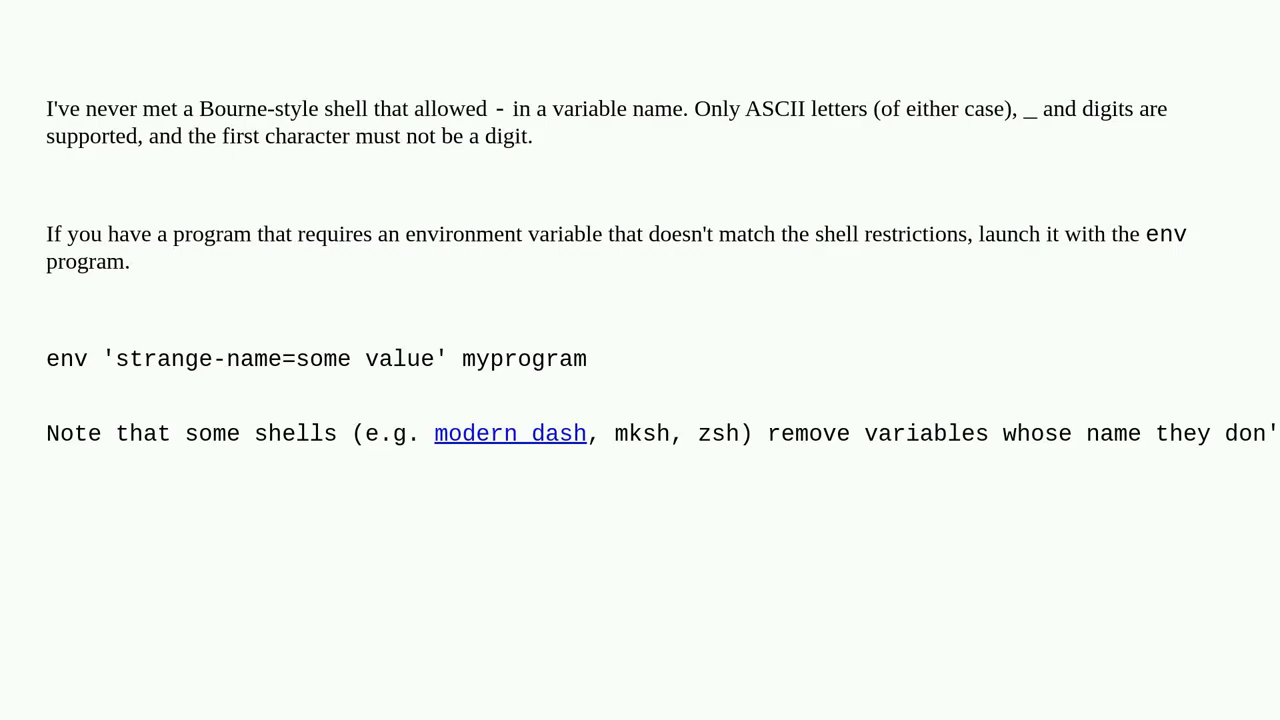 I've never met a Bourne-style shell that allowed - in a variable name. Only ASCII letters (of either case), _ and digits are
supported, and the first character must not be a digit.
If you have a program that requires an environment variable that doesn't match the shell restrictions, launch it with the env
program.
env 'strange-name=some value' myprogram
Note that some shells (e.g. modern dash, mksh, zsh) remove variables whose name they don'